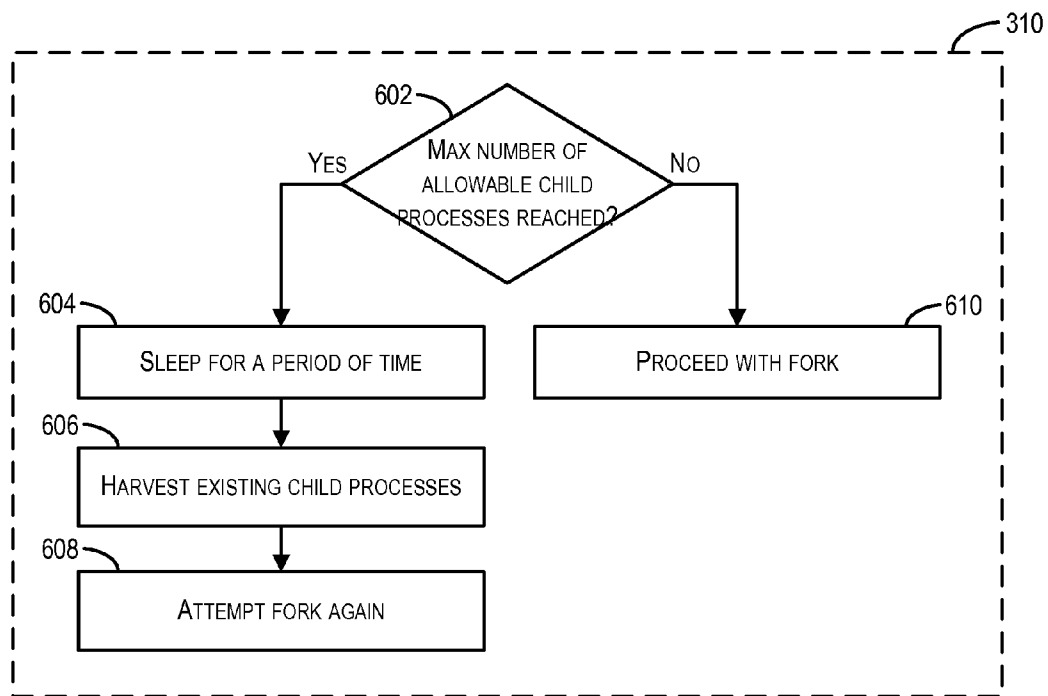 310
602
MAX NUMBER OF
ALLOWABLE CHILD
PROCESSES REACHED?
YES
NO
604
SLEEP FOR A PERIOD OF TIME
610
PROCEED WITH FORK
606
HARVEST EXISTING CHILD PROCESSES
608
ATTEMPT FORK AGAIN